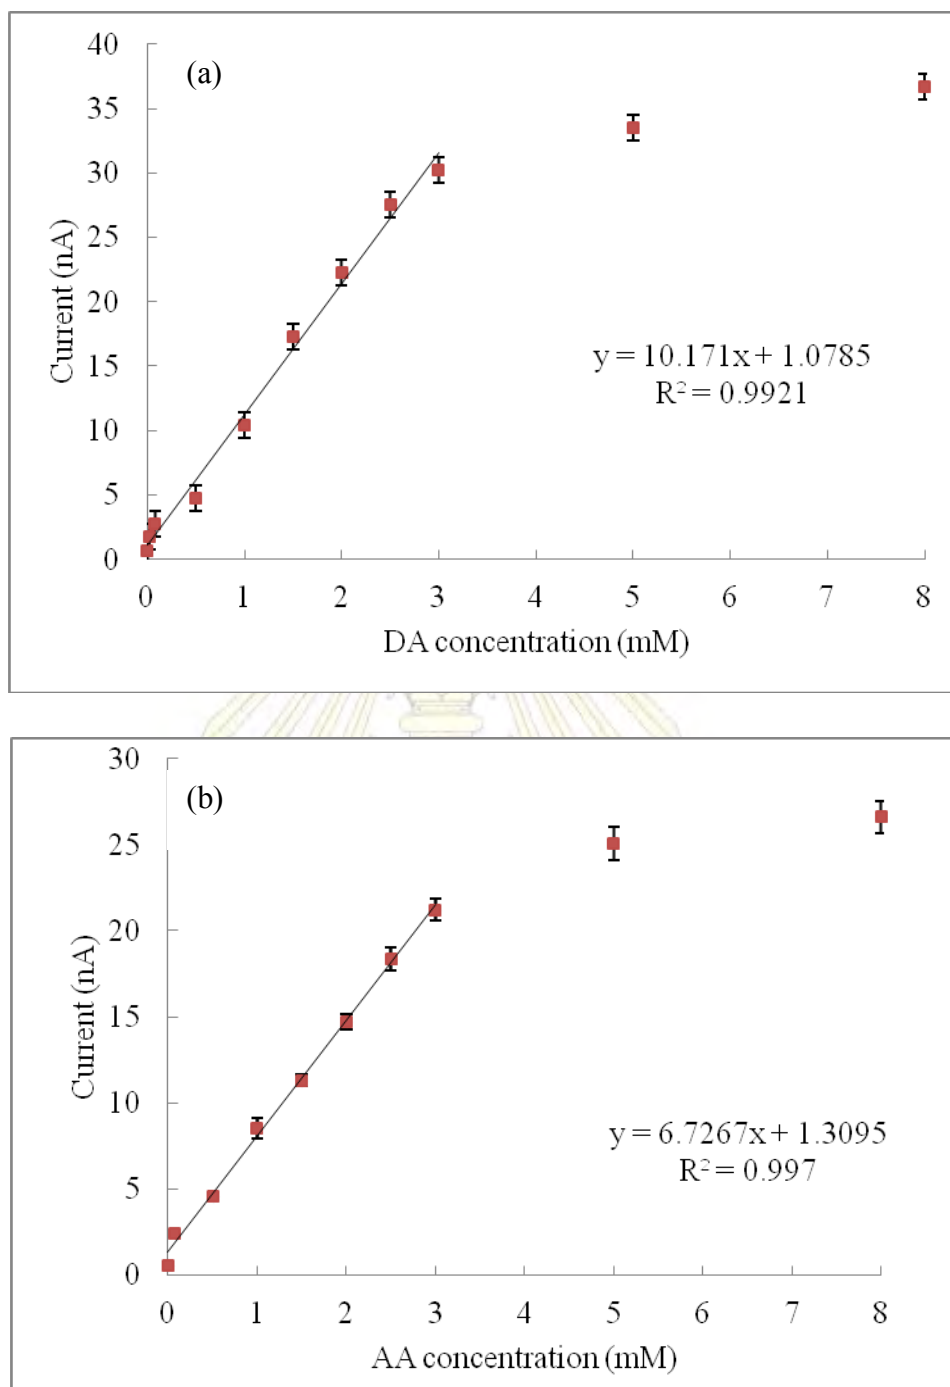 (a)
40
35
30
25
20
15
10
5
0
Current (nA)
y = 10.171x + 1.0785
R² = 0.9921
0 1 2 3 4 5 6 7 8
DA concentration (mM)
(b)
30
25
20
15
10
5
0
Current (nA)
y = 6.7267x + 1.3095
R² = 0.997
0 1 2 3 4 5 6 7 8
AA concentration (mM)